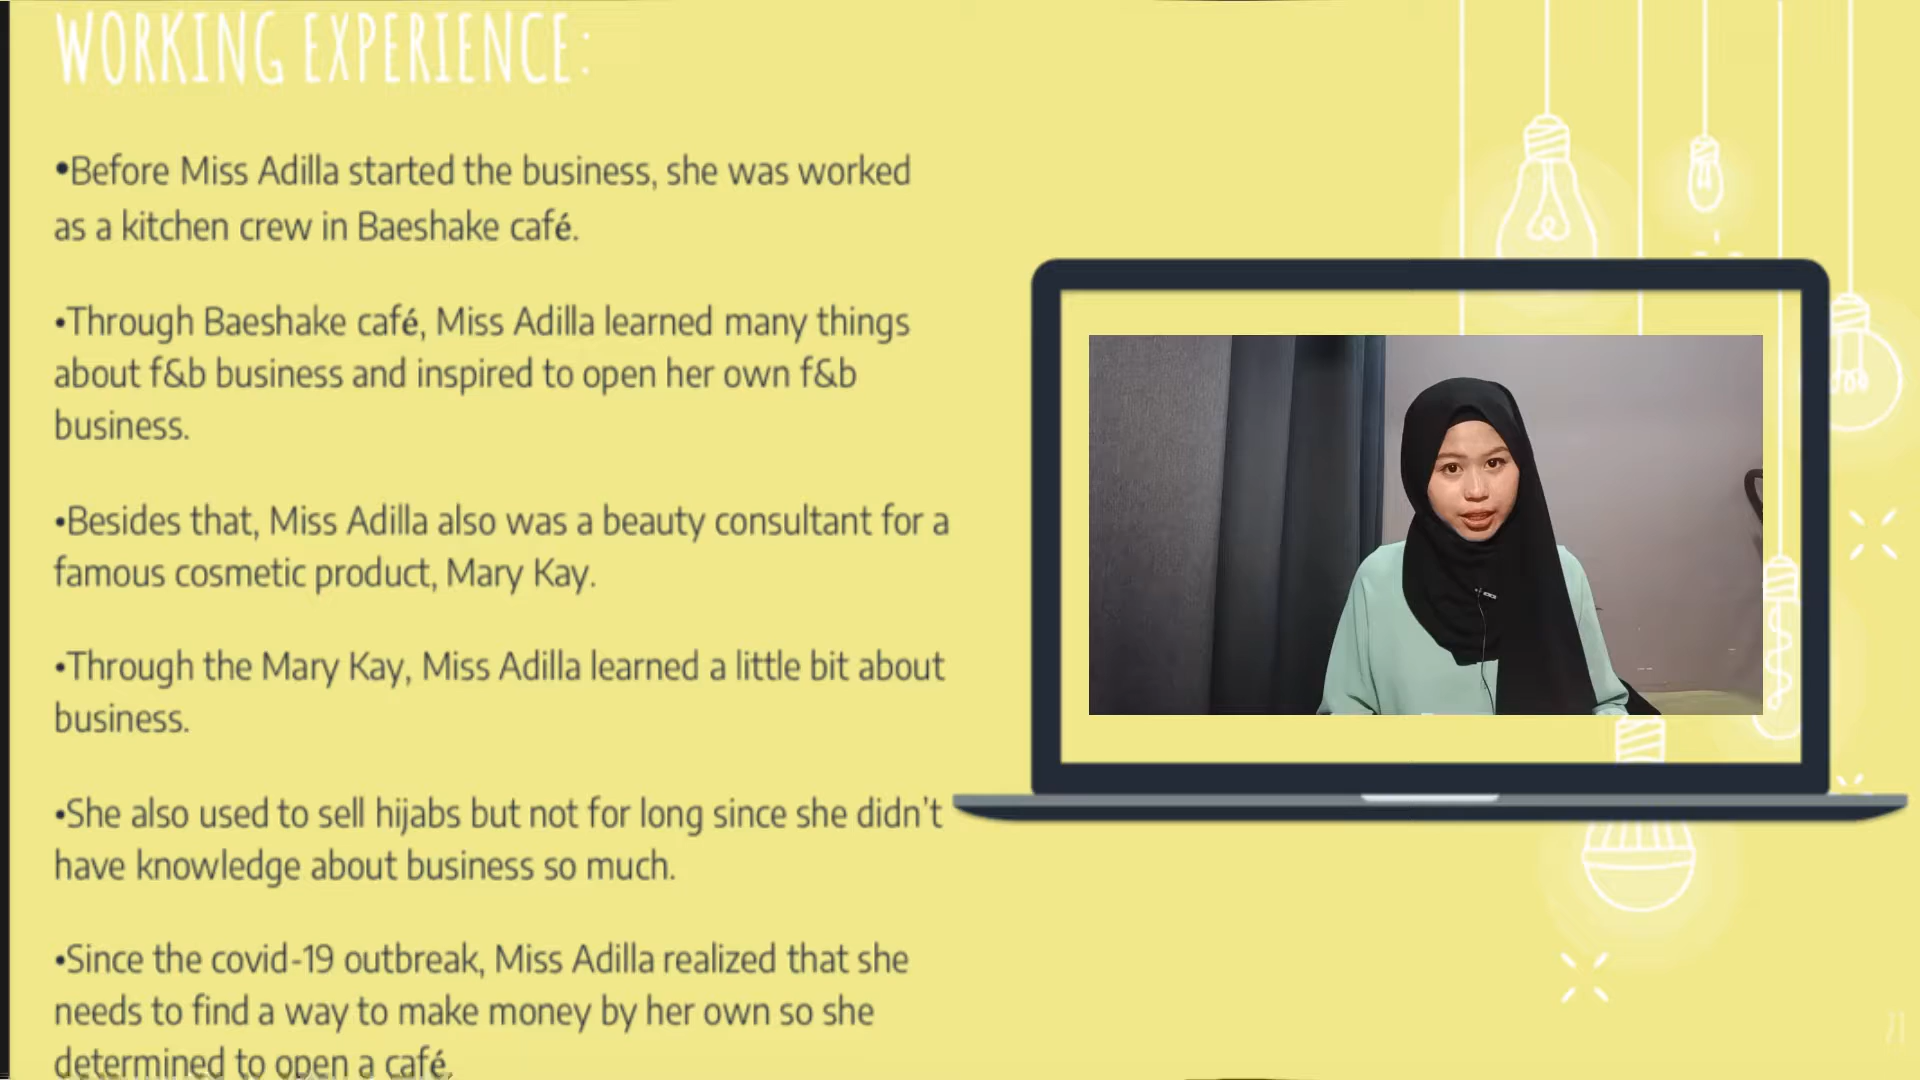 WORKING EXPERIENCE:
•Before Miss Adilla started the business, she was worked
as a kitchen crew in Baeshake café.
•Through Baeshake café, Miss Adilla learned many things
about f&b business and inspired to open her own f&b
business.
•Besides that, Miss Adilla also was a beauty consultant for a
famous cosmetic product, Mary Kay.
•Through the Mary Kay, Miss Adilla learned a little bit about
business.
•She also used to sell hijabs but not for long since she didn’t
have knowledge about business so much.
•Since the covid-19 outbreak, Miss Adilla realized that she
needs to find a way to make money by her own so she
determined to open a café.